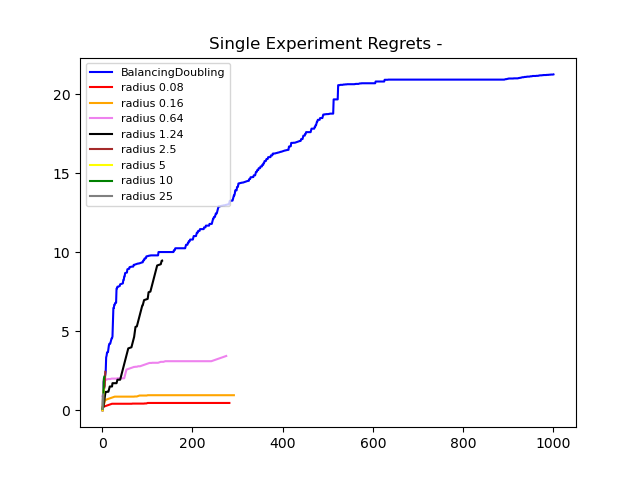 Single Experiment Regrets -
BalancingDoubling
radius 0.08
radius 0.16
radius 0.64
radius 1.24
radius 2.5
radius 5
radius 10
radius 25
20
15
10
5
0
0 200 400 600 800 1000